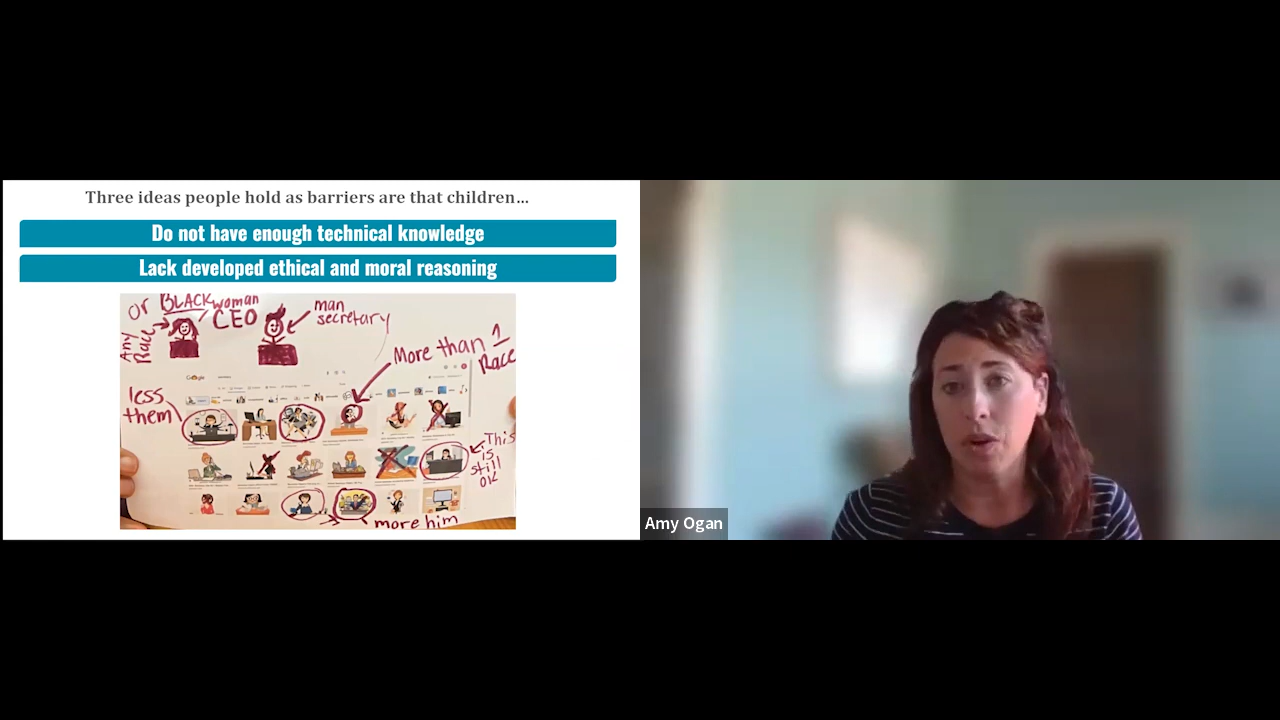 Three ideas people hold as barriers are that children...
Do not have enough technical knowledge
Lack developed ethical and moral reasoning
Or BLACK woman
CEO
man
secretary
Any
Race
More than 1
Race
less
them
Google
This
is
still
ok
more him
Amy Ogan